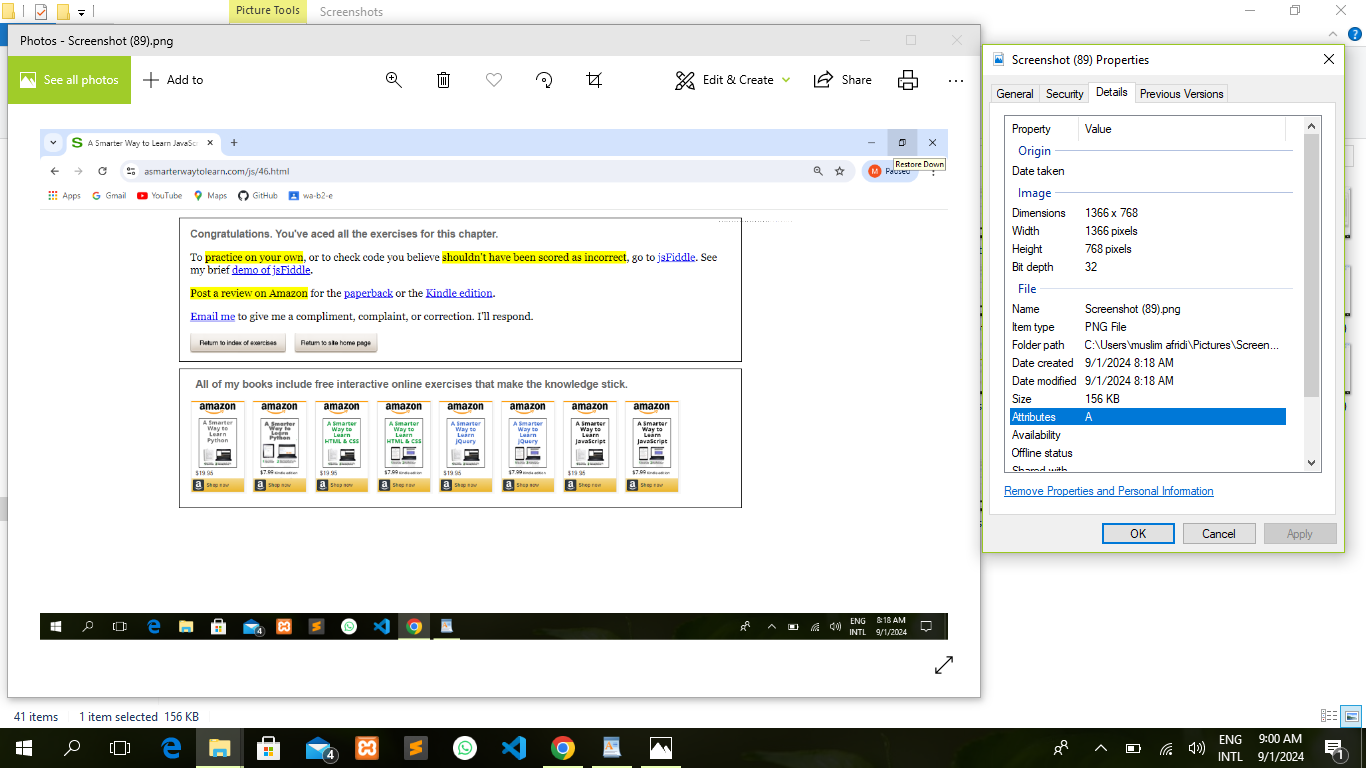 Picture Tools
Screenshots
Photos - Screenshot (89).png
See all photos
Add to
Edit & Create
Share
A Smarter Way to Learn JavaSc
asmarterwaytolearn.com/js/46.html
Restore Down
M
Paused
Apps
Gmail
YouTube
Maps
GitHub
wa-b2-e
Congratulations. You've aced all the exercises for this chapter.
To practice on your own, or to check code you believe shouldn't have been scored as incorrect, go to jsFiddle. See
my brief demo of jsFiddle.
Post a review on Amazon for the paperback or the Kindle edition.
Email me to give me a compliment, complaint, or correction. I'll respond.
Return to index of exercises
Return to site home page
All of my books include free interactive online exercises that make the knowledge stick.
amazon amazon amazon amazon amazon amazon amazon amazon
A Smarter Way to Learn Python
$19.95
Shop now
A Smarter Way to Learn Python
$7.99 Kindle edition
Shop now
A Smarter Way to Learn HTML & CSS
$19.95
Shop now
A Smarter Way to Learn HTML & CSS
$7.99 Kindle edition
Shop now
A Smarter Way to Learn jQuery
$19.95
Shop now
A Smarter Way to Learn jQuery
$7.99 Kindle edition
Shop now
A Smarter Way to Learn JavaScript
$19.95
Shop now
A Smarter Way to Learn JavaScript
$7.99 Kindle edition
Shop now
4
ENG
INTL
8:18 AM
9/1/2024
Screenshot (89) Properties
General
Security
Details
Previous Versions
Property Value
Origin
Date taken
Image
Dimensions 1366 x 768
Width 1366 pixels
Height 768 pixels
Bit depth 32
File
Name Screenshot (89).png
Item type PNG File
Folder path C:\Users\muslim afridi\Pictures\Screen...
Date created 9/1/2024 8:18 AM
Date modified 9/1/2024 8:18 AM
Size 156 KB
Attributes A
Availability
Offline status
Shared with
Remove Properties and Personal Information
OK
Cancel
Apply
41 items
1 item selected 156 KB
4
ENG
INTL
9:00 AM
9/1/2024
1